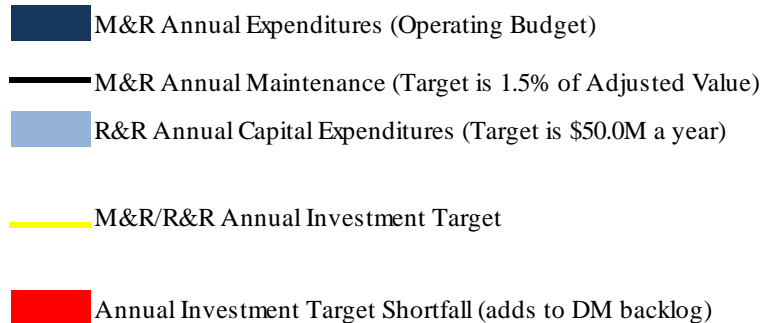 M&R Annual Expenditures (Operating Budget)
M&R Annual Maintenance (Target is 1.5% of Adjusted Value)
R&R Annual Capital Expenditures (Target is $50.0M a year)
M&R/R&R Annual Investment Target
Annual Investment Target Shortfall (adds to DM backlog)